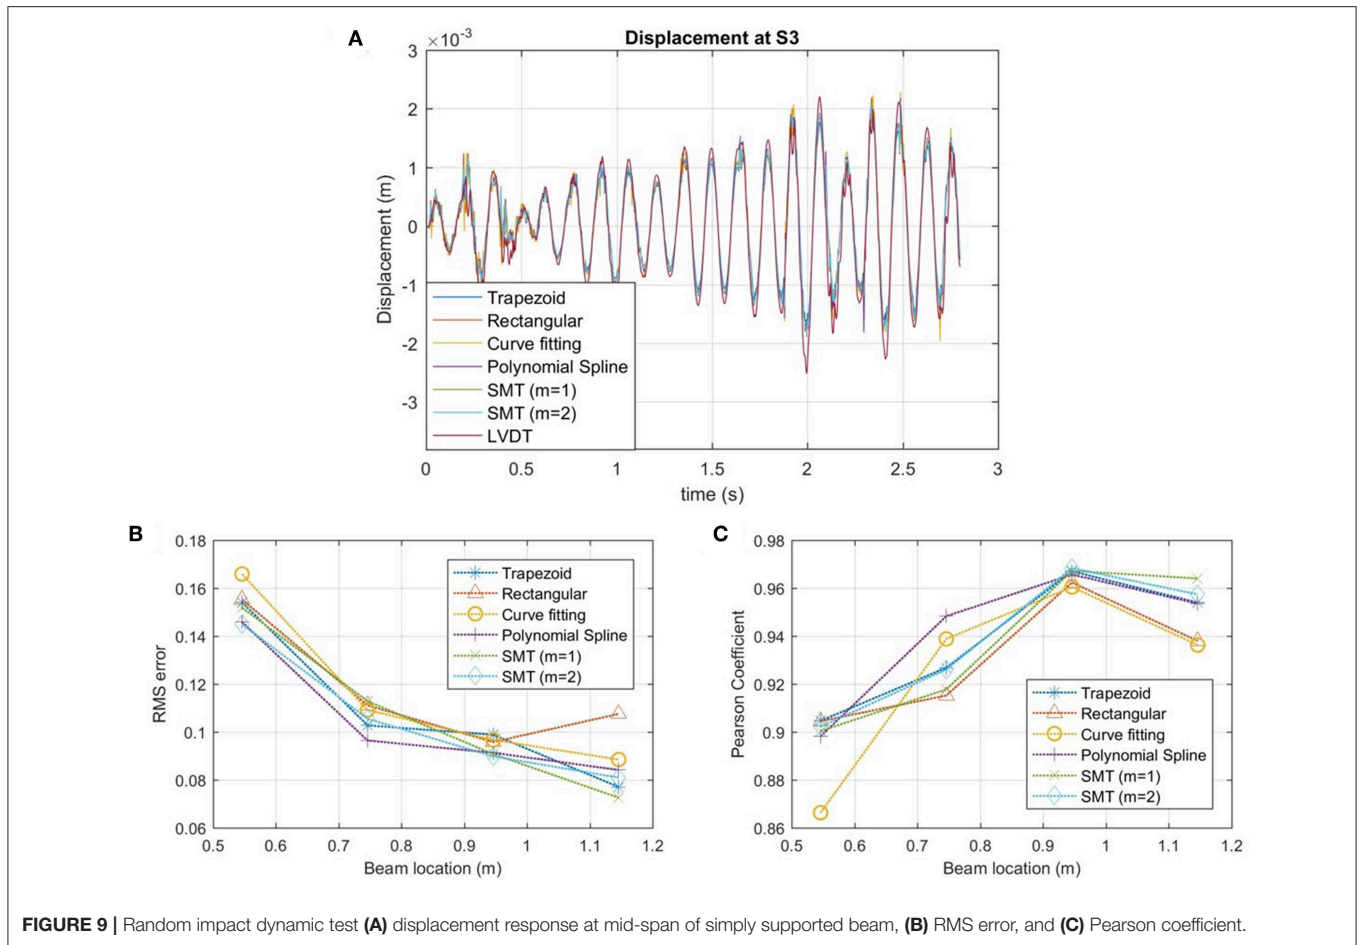 A
×10⁻³
Displacement at S3
3
2
1
0
-1
-2
-3
Displacement (m)
Trapezoid
Rectangular
Curve fitting
Polynomial Spline
SMT (m=1)
SMT (m=2)
LVDT
0 0.5 1 1.5 2 2.5 3
time (s)
B
0.18
0.16
0.14
0.12
0.1
0.08
0.06
RMS error
Trapezoid
Rectangular
Curve fitting
Polynomial Spline
SMT (m=1)
SMT (m=2)
0.5 0.6 0.7 0.8 0.9 1 1.1 1.2
Beam location (m)
C
0.98
0.96
0.94
0.92
0.9
0.88
0.86
Pearson Coefficient
Trapezoid
Rectangular
Curve fitting
Polynomial Spline
SMT (m=1)
SMT (m=2)
0.5 0.6 0.7 0.8 0.9 1 1.1 1.2
Beam location (m)
FIGURE 9 | Random impact dynamic test (A) displacement response at mid-span of simply supported beam, (B) RMS error, and (C) Pearson coefficient.